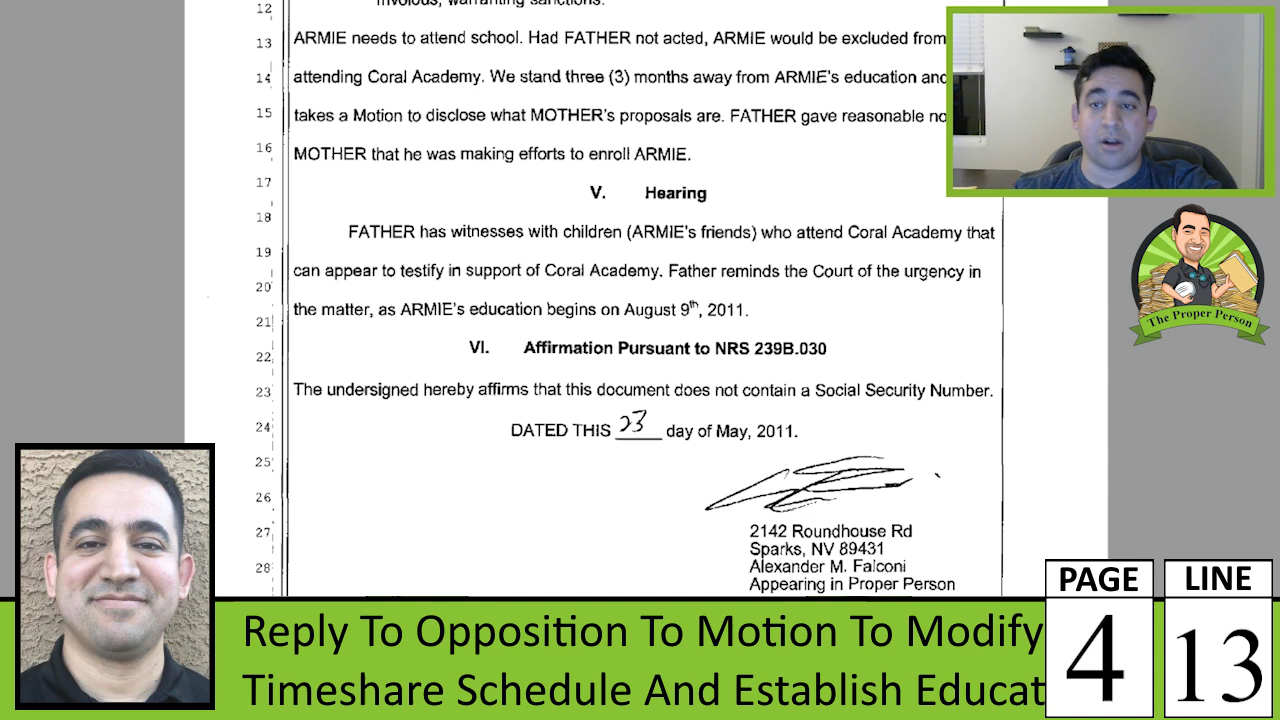 12
frivolous, warranting sanctions.
13 ARMIE needs to attend school. Had FATHER not acted, ARMIE would be excluded from
14 attending Coral Academy. We stand three (3) months away from ARMIE's education and
15 takes a Motion to disclose what MOTHER's proposals are. FATHER gave reasonable no
16 MOTHER that he was making efforts to enroll ARMIE.
17 V. Hearing
18 FATHER has witnesses with children (ARMIE's friends) who attend Coral Academy that
19 can appear to testify in support of Coral Academy. Father reminds the Court of the urgency in
20 the matter, as ARMIE's education begins on August 9th, 2011.
21
22 VI. Affirmation Pursuant to NRS 239B.030
23 The undersigned hereby affirms that this document does not contain a Social Security Number.
24 DATED THIS 23 day of May, 2011.
25
26
27 2142 Roundhouse Rd
Sparks, NV 89431
28 Alexander M. Falconi
Appearing in Proper Person
The Proper Person
Reply To Opposition To Motion To Modify
Timeshare Schedule And Establish Educat
PAGE
4
LINE
13